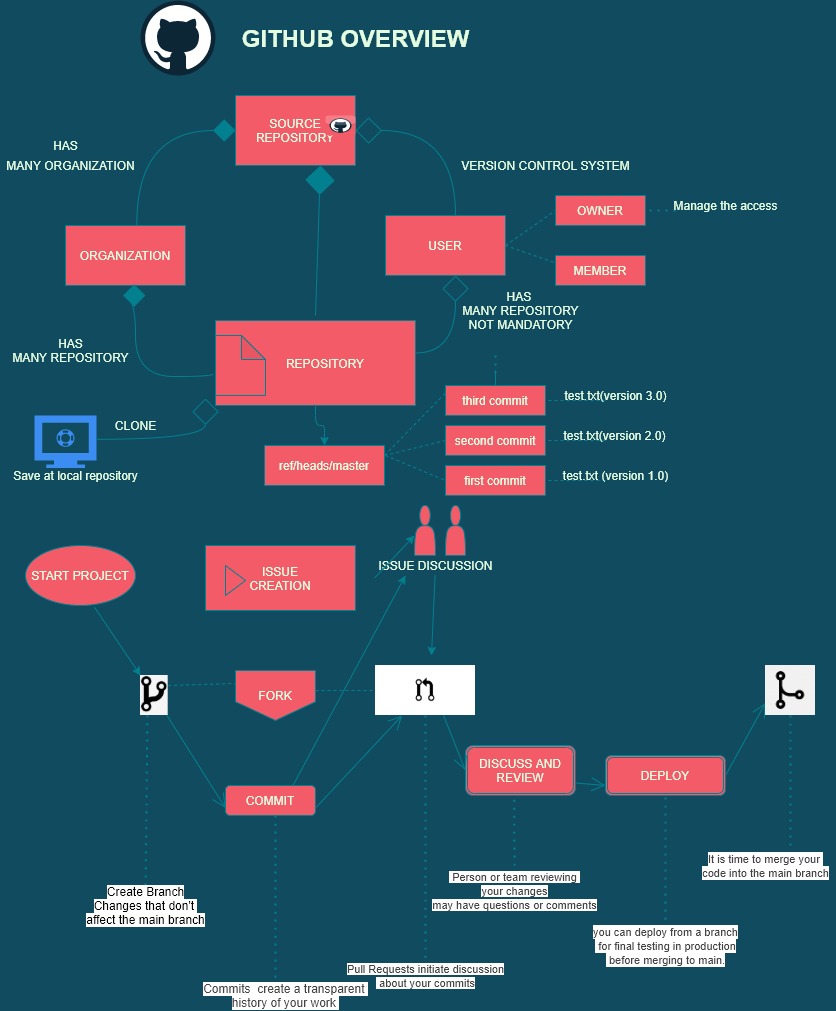 GITHUB OVERVIEW
SOURCE
REPOSITORY
HAS
MANY ORGANIZATION
VERSION CONTROL SYSTEM
OWNER
Manage the access
ORGANIZATION
USER
MEMBER
HAS
MANY REPOSITORY
NOT MANDATORY
HAS
MANY REPOSITORY
REPOSITORY
third commit
test.txt(version 3.0)
CLONE
second commit
test.txt(version 2.0)
Save at local repository
ref/heads/master
first commit
test.txt (version 1.0)
START PROJECT
ISSUE
CREATION
ISSUE DISCUSSION
FORK
DISCUSS AND
REVIEW
DEPLOY
COMMIT
It is time to merge your
code into the main branch
Person or team reviewing
your changes
may have questions or comments
Create Branch
Changes that don't
affect the main branch
you can deploy from a branch
for final testing in production
before merging to main.
Pull Requests initiate discussion
about your commits
Commits create a transparent
history of your work